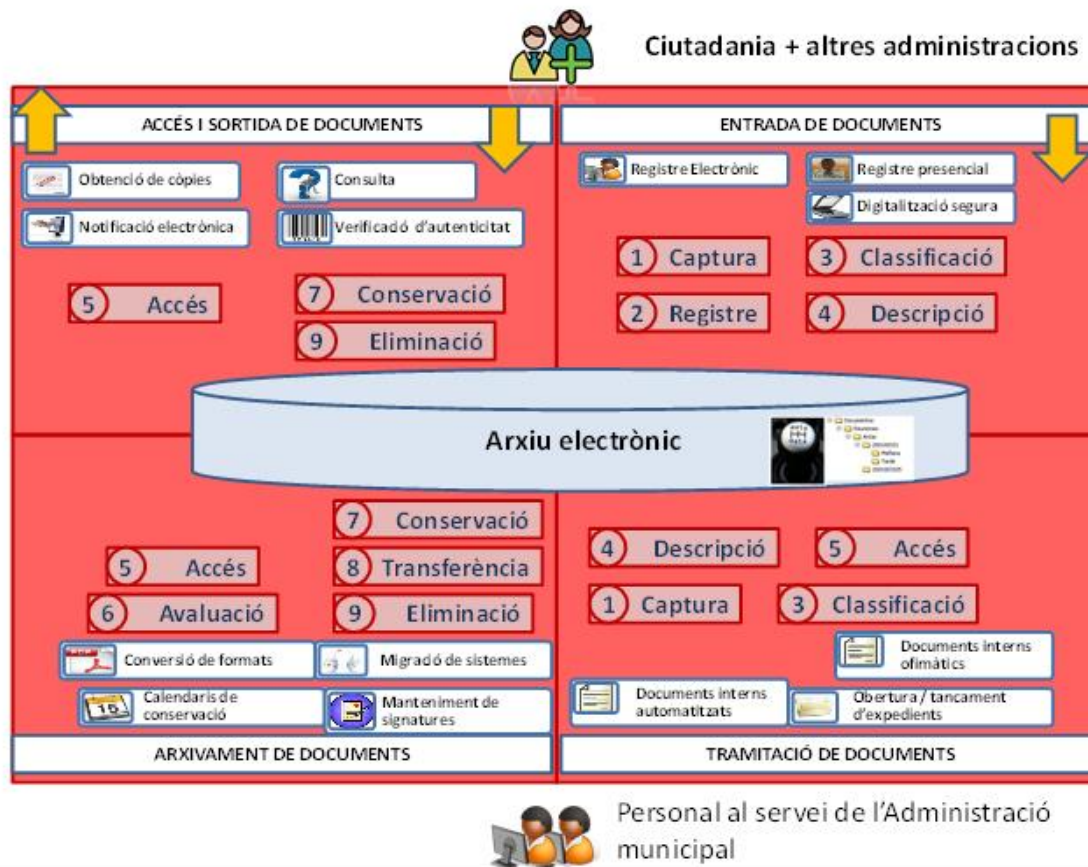 Ciutadania + altres administracions
ACCÉS I SORTIDA DE DOCUMENTS
Obtenció de còpies
Consulta
Notificació electrònica
Verificació d'autenticitat
5 Accés
7 Conservació
9 Eliminació
ENTRADA DE DOCUMENTS
Registre Electrònic
Registre presencial
Digitalització segura
1 Captura
3 Classificació
2 Registre
4 Descripció
Arxiu electrònic
7 Conservació
5 Accés
8 Transferència
6 Avaluació
9 Eliminació
Conversió de formats
Migració de sistemes
15
Calendaris de
conservació
Manteniment de
signatures
ARXIVAMENT DE DOCUMENTS
4 Descripció
5 Accés
1 Captura
3 Classificació
Documents interns
ofimàtics
Documents interns
automatitzats
Obertura / tancament
d'expedients
TRAMITACIÓ DE DOCUMENTS
Personal al servei de l'Administració
municipal